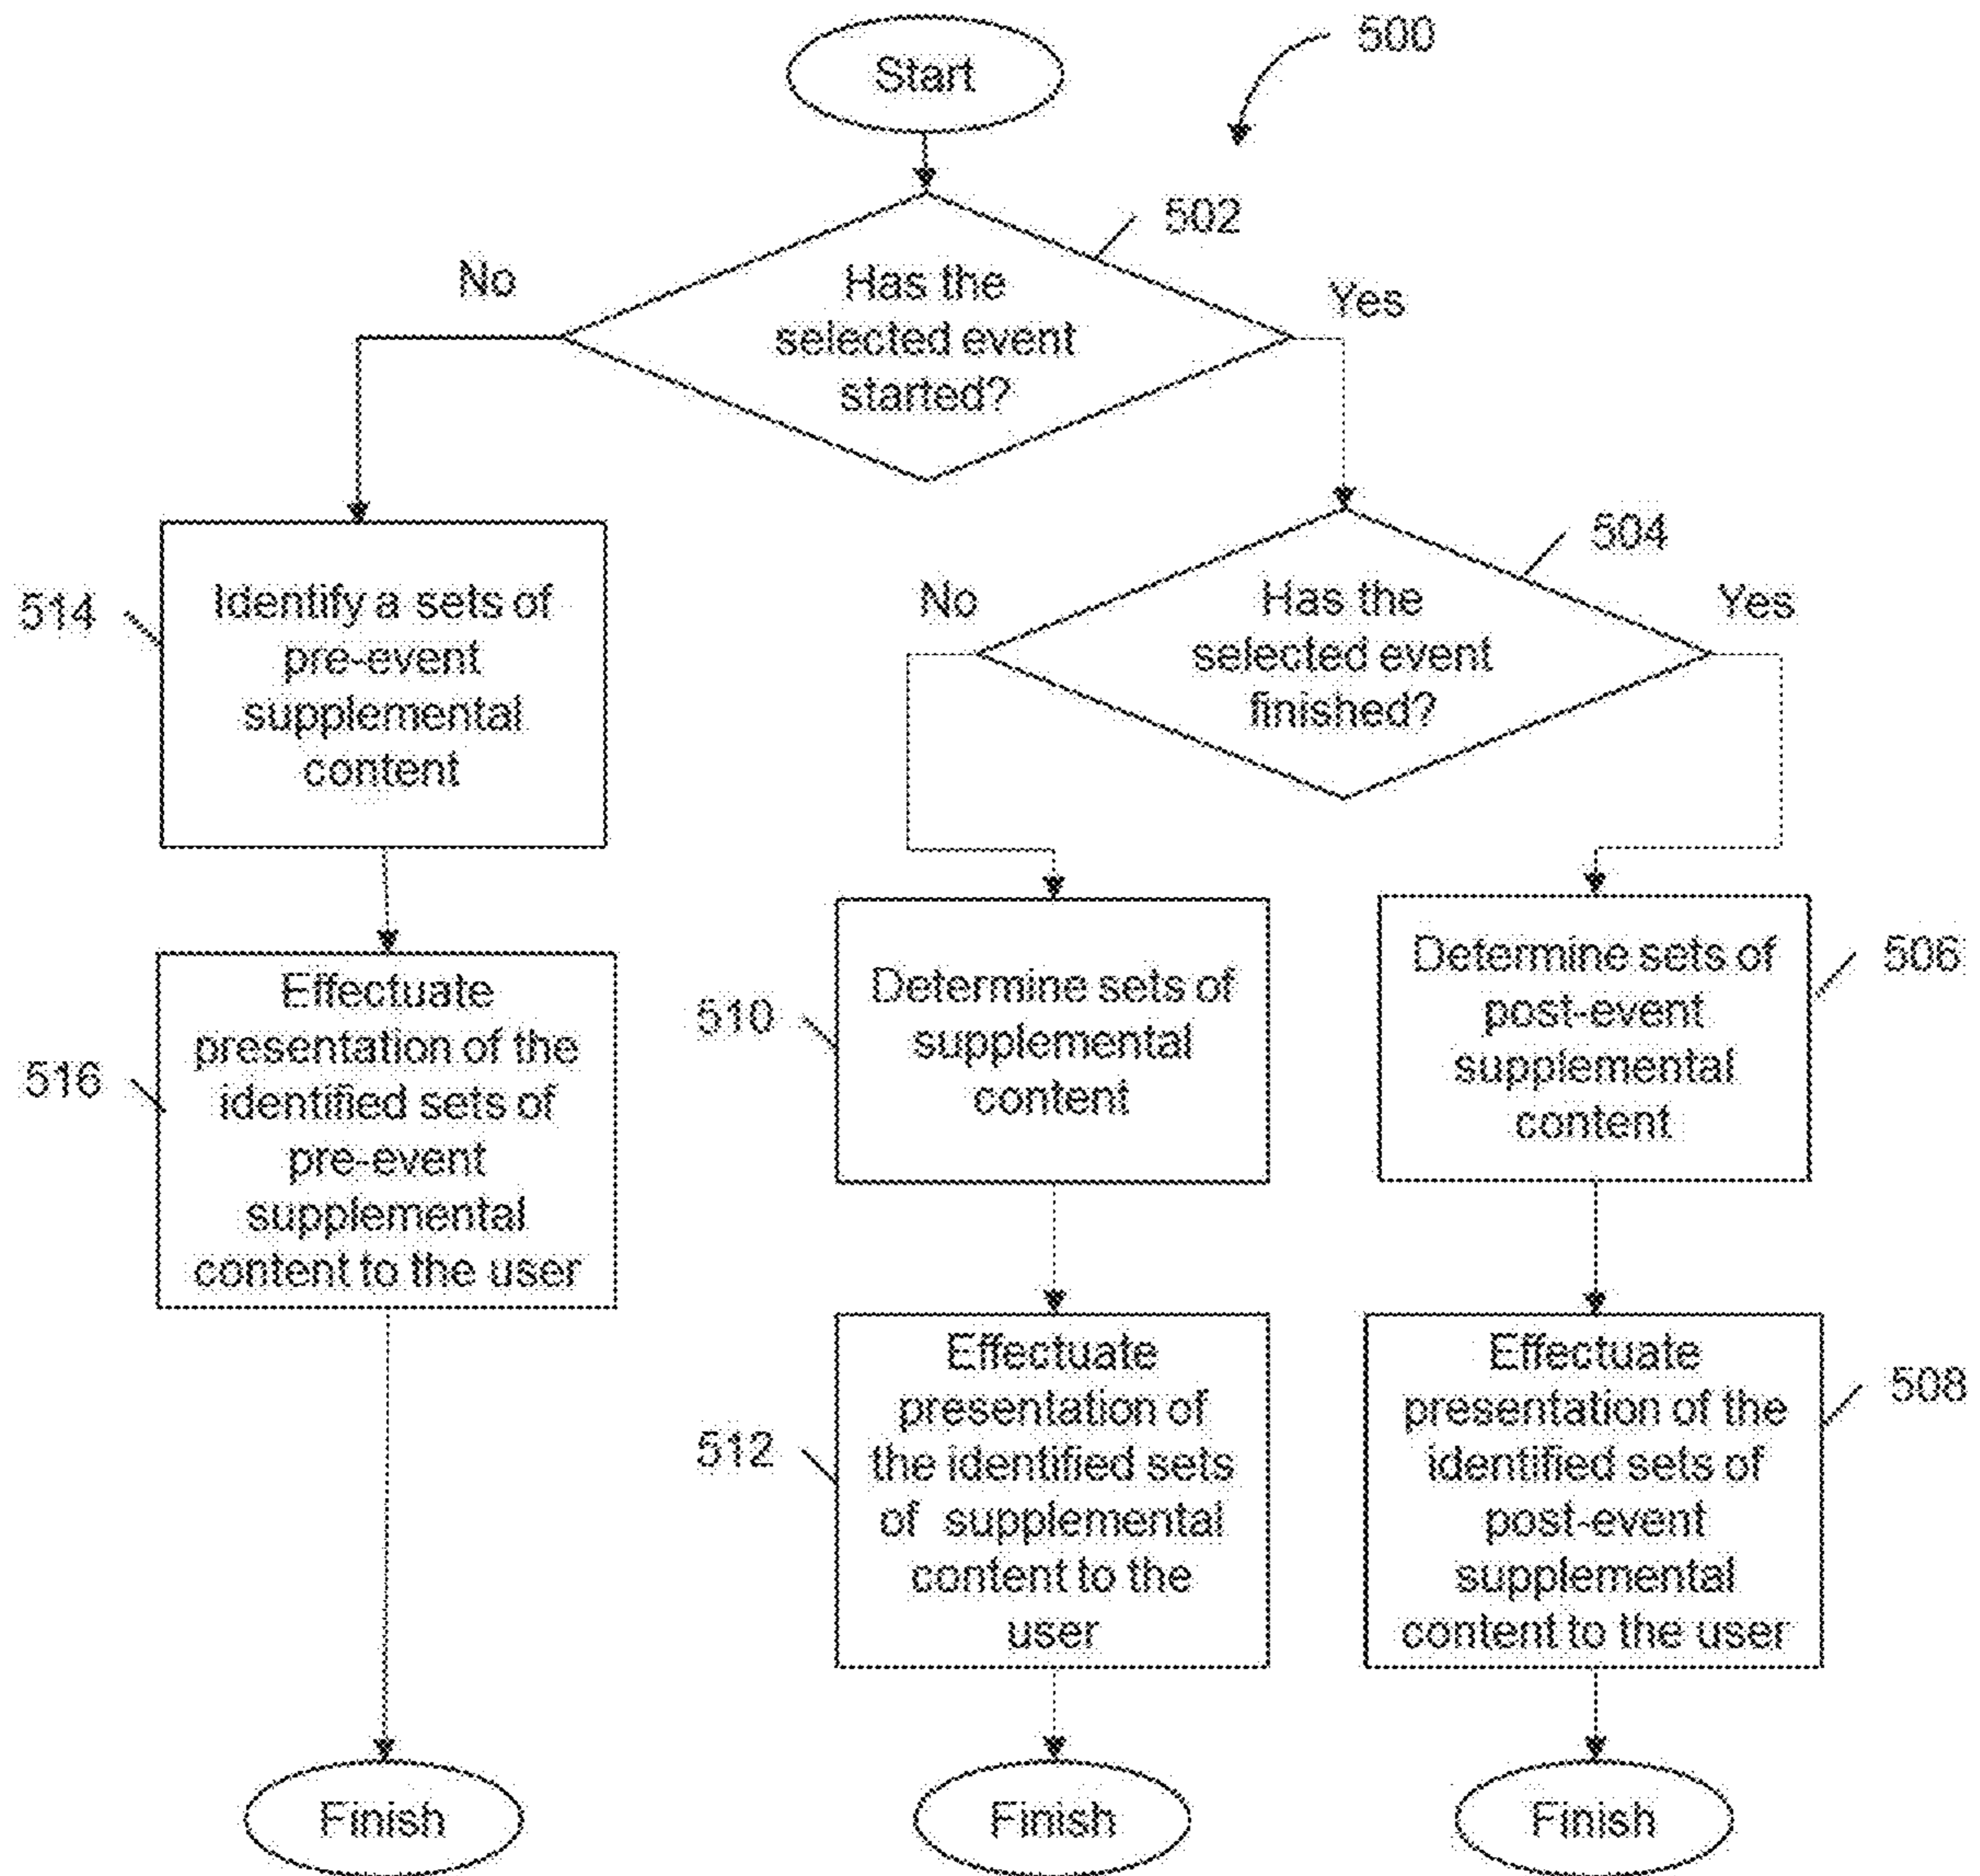 Start
500
502
Has the
selected event
started?
No
Yes
504
Has the
selected event
finished?
No
Yes
514
Identify a sets of
pre-event
supplemental
content
516
Effectuate
presentation of the
identified sets of
pre-event
supplemental
content to the user
Finish
510
Determine sets of
supplemental
content
512
Effectuate
presentation of
the identified sets
of supplemental
content to the
user
Finish
506
Determine sets of
post-event
supplemental
content
508
Effectuate
presentation of the
identified sets of
post-event
supplemental
content to the user
Finish